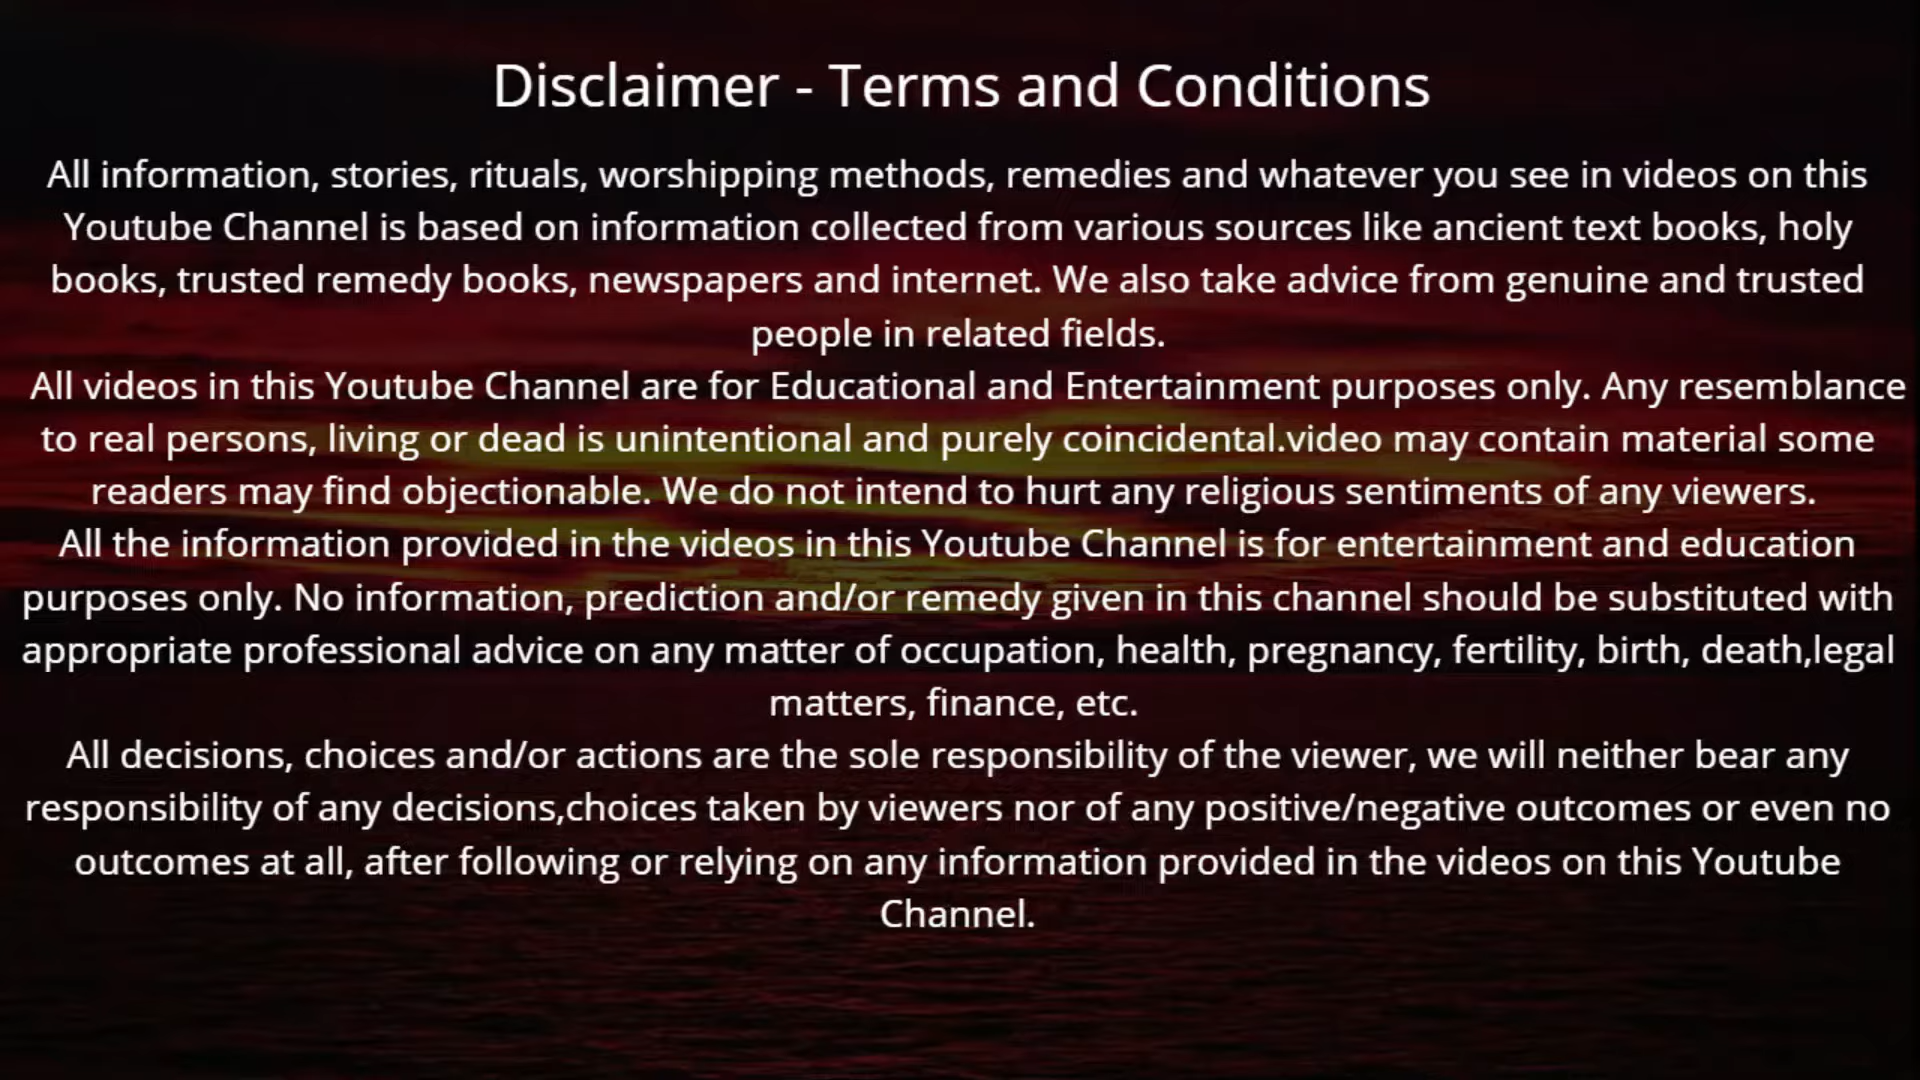 Disclaimer - Terms and Conditions
All information, stories, rituals, worshipping methods, remedies and whatever you see in videos on this
Youtube Channel is based on information collected from various sources like ancient text books, holy
books, trusted remedy books, newspapers and internet. We also take advice from genuine and trusted
people in related fields.
All videos in this Youtube Channel are for Educational and Entertainment purposes only. Any resemblance
to real persons, living or dead is unintentional and purely coincidental.video may contain material some
readers may find objectionable. We do not intend to hurt any religious sentiments of any viewers.
All the information provided in the videos in this Youtube Channel is for entertainment and education
purposes only. No information, prediction and/or remedy given in this channel should be substituted with
appropriate professional advice on any matter of occupation, health, pregnancy, fertility, birth, death,legal
matters, finance, etc.
All decisions, choices and/or actions are the sole responsibility of the viewer, we will neither bear any
responsibility of any decisions,choices taken by viewers nor of any positive/negative outcomes or even no
outcomes at all, after following or relying on any information provided in the videos on this Youtube
Channel.